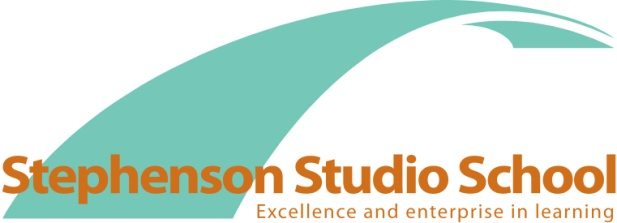 Stephenson Studio School
Excellence and enterprise in learning